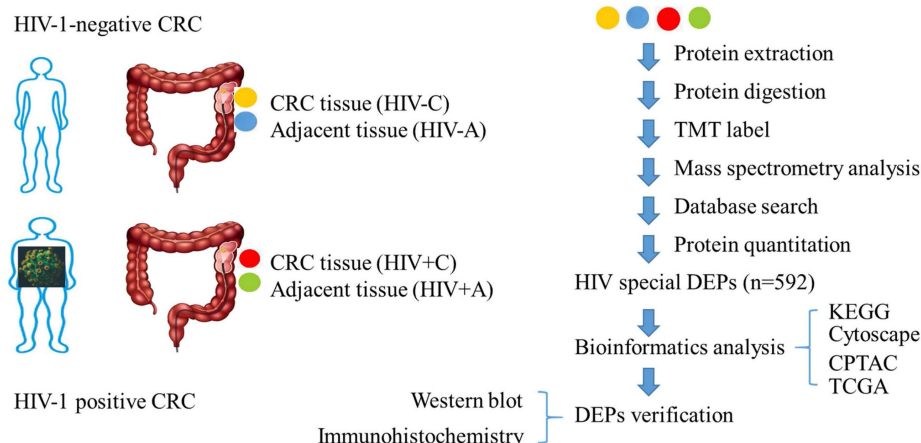 HIV-1-negative CRC
CRC tissue (HIV-C)
Adjacent tissue (HIV-A)
CRC tissue (HIV+C)
Adjacent tissue (HIV+A)
HIV-1 positive CRC
Protein extraction
Protein digestion
TMT label
Mass spectrometry analysis
Database search
Protein quantitation
HIV special DEPs (n=592)
Bioinformatics analysis
KEGG
Cytoscape
CPTAC
TCGA
DEPs verification
Western blot
Immunohistochemistry